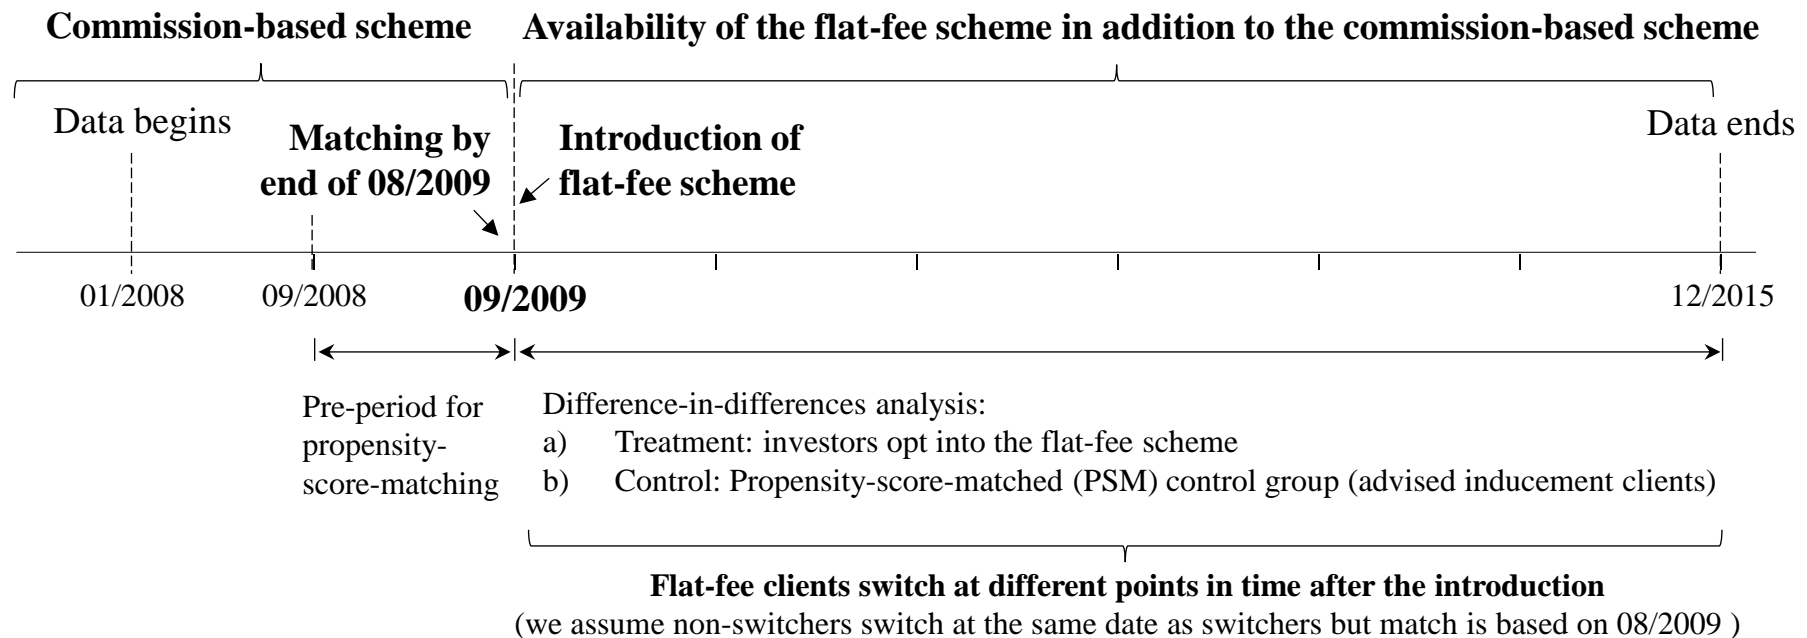 Commission-based scheme
Availability of the flat-fee scheme in addition to the commission-based scheme
Data begins
Matching by
end of 08/2009
Introduction of
flat-fee scheme
Data ends
01/2008
09/2008
09/2009
12/2015
Pre-period for
propensity-
score-matching
Difference-in-differences analysis:
a) Treatment: investors opt into the flat-fee scheme
b) Control: Propensity-score-matched (PSM) control group (advised inducement clients)
Flat-fee clients switch at different points in time after the introduction
(we assume non-switchers switch at the same date as switchers but match is based on 08/2009 )